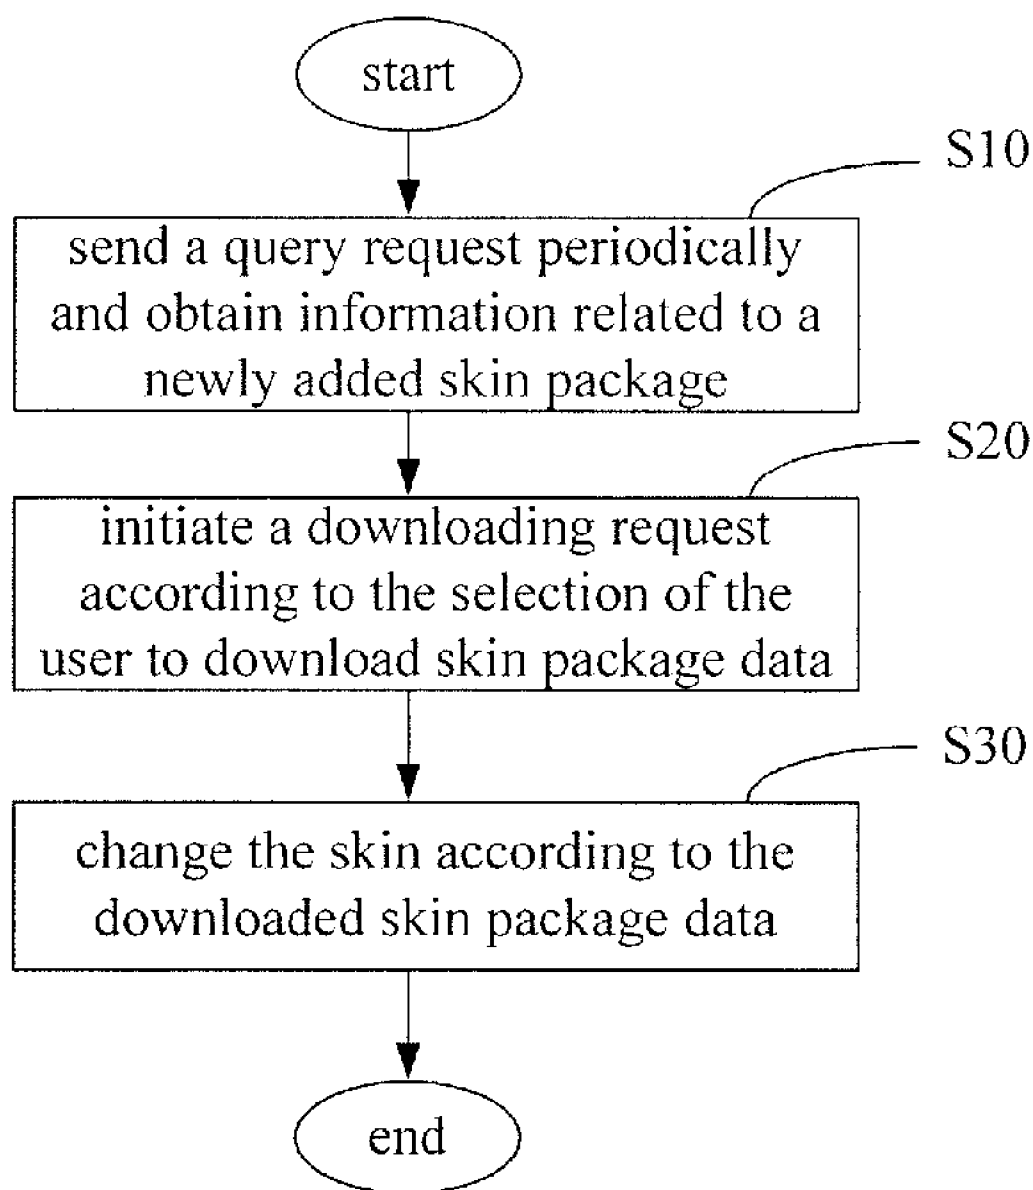 start
S10
send a query request periodically
and obtain information related to a
newly added skin package
S20
initiate a downloading request
according to the selection of the
user to download skin package data
S30
change the skin according to the
downloaded skin package data
end